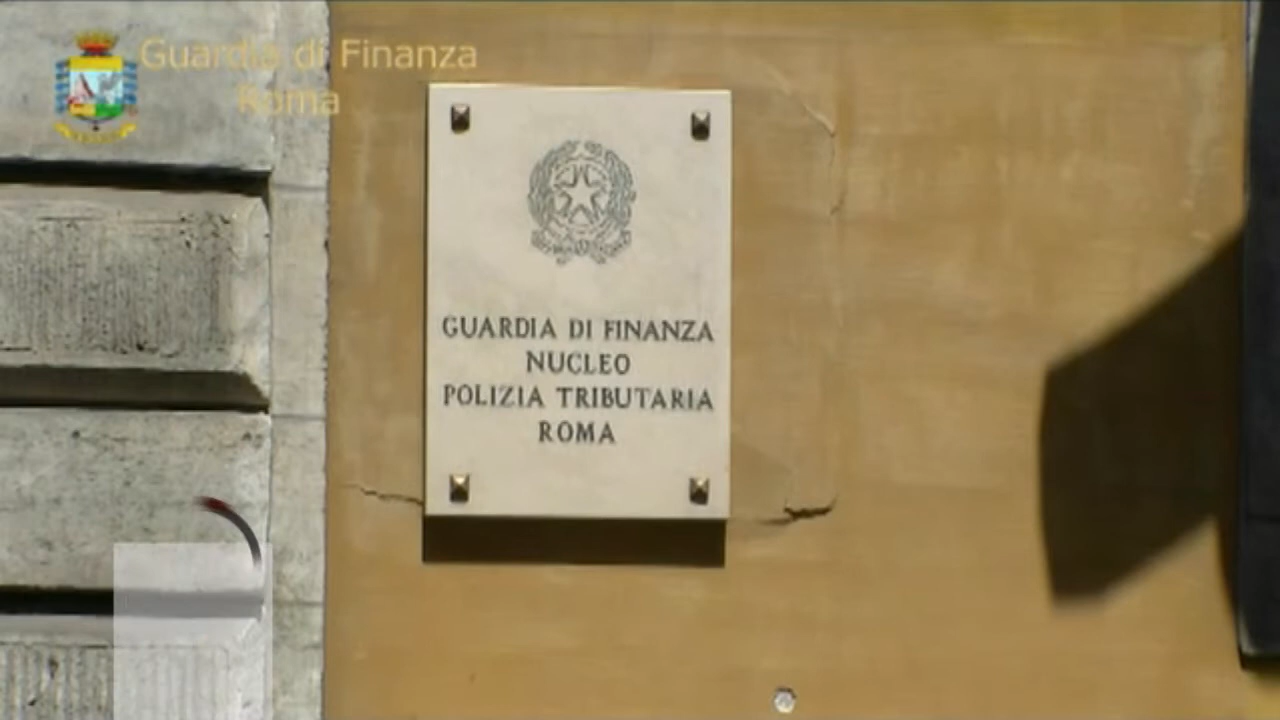 Guardia di Finanza
Roma
GUARDIA DI FINANZA
NUCLEO
POLIZIA TRIBUTARIA
ROMA